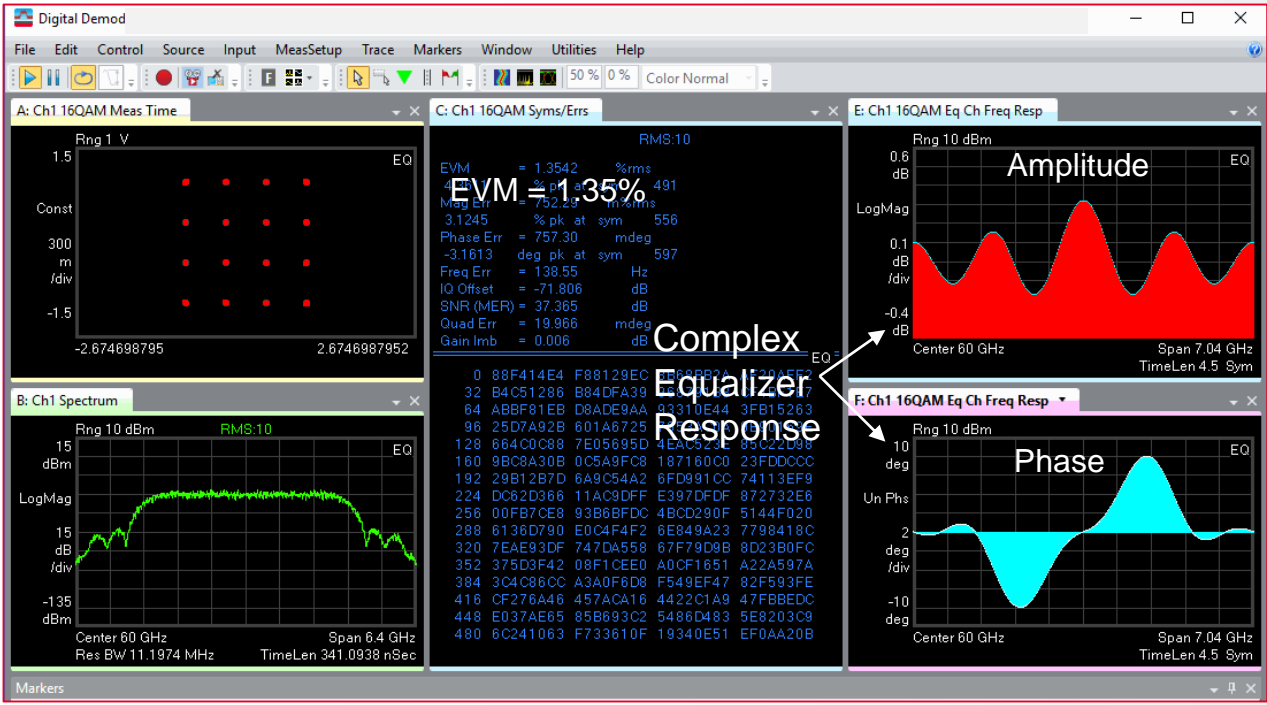 Digital Demod
File Edit Control Source Input MeasSetup Trace Markers Window Utilities Help
50 % 0 % Color Normal
A: Ch1 16QAM Meas Time
Rng 1 V
1.5
EQ
Const
300
m
/div
-1.5
-2.674698795 2.6746987952
B: Ch1 Spectrum
Rng 10 dBm RMS:10
15
dBm
EQ
LogMag
15
dB
/div
-135
dBm
Center 60 GHz Span 6.4 GHz
Res BW 11.1974 MHz TimeLen 341.0938 nSec
C: Ch1 16QAM Syms/Errs
RMS:10
EVM = 1.3542 %rms
% pk at sym 491
EVM = 1.35%
Mag Err = 752.29 m%rms
3.1245 % pk at sym 556
Phase Err = 757.30 mdeg
-3.1613 deg pk at sym 597
Freq Err = 138.55 Hz
IQ Offset = -71.806 dB
SNR (MER) = 37.365 dB
Quad Err = 19.966 mdeg
Gain Imb = 0.006 dB
Complex
Equalizer
Response
EQ
0 88F414E4 F88129EC
32 B4C51286 B84DFA39
64 ABBF81EB D8ADE9AA 93310E44 3FB15263
96 25D7A92B 601A6725
128 664C0C88 7E05695D 4EAC523E 85C22D98
160 9BC8A30B 0C5A9FC8 187160C0 23FDDCCC
192 29B12B7D 6A9C54A2 6FD991CC 74113EF9
224 DC62D366 11AC9DFF E397DFDF 872732E6
256 00FB7CE8 93B6BFDC 4BCD290F 5144F020
288 6136D790 E0C4F4F2 6E849A23 7798418C
320 7EAE93DF 747DA558 67F79D9B 8D23B0FC
352 375D3F42 08F1CEE0 A0CF1651 A22A597A
384 3C4C86CC A3A0F6D8 F549EF47 82F593FE
416 CF276A46 457ACA16 4422C1A9 47FBBEDC
448 E037AE65 85B693C2 5486D483 5E8203C9
480 6C241063 F733610F 19340E51 EF0AA20B
E: Ch1 16QAM Eq Ch Freq Resp
Rng 10 dBm
0.6
dB
Amplitude
EQ
LogMag
0.1
dB
/div
-0.4
dB
Center 60 GHz Span 7.04 GHz
TimeLen 4.5 Sym
F: Ch1 16QAM Eq Ch Freq Resp
Rng 10 dBm
10
deg
Phase
EQ
Un Phs
2
deg
/div
-10
deg
Center 60 GHz Span 7.04 GHz
TimeLen 4.5 Sym
Markers